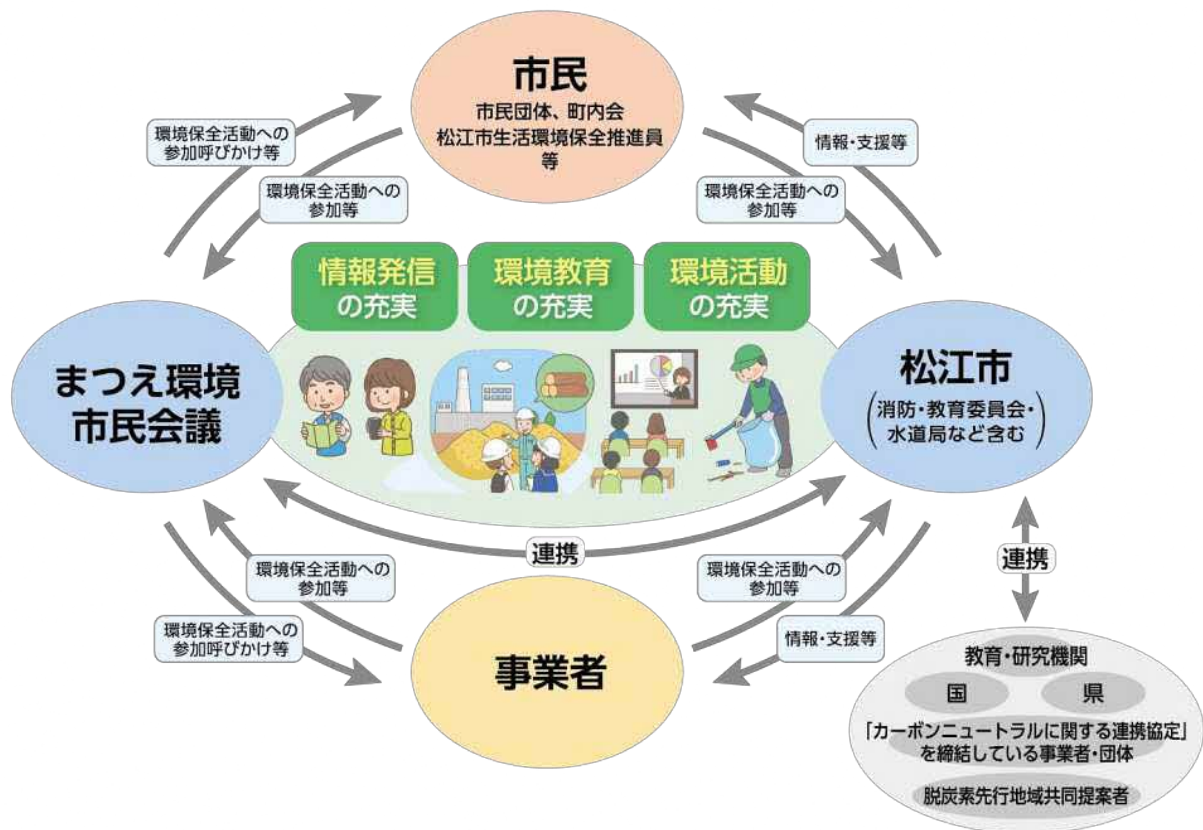 市民
市民団体、町内会
松江市生活環境保全推進員
等
環境保全活動への
参加呼びかけ等
環境保全活動への
参加等
情報・支援等
環境保全活動への
参加等
情報発信
の充実
環境教育
の充実
環境活動
の充実
まつえ環境
市民会議
松江市
(消防・教育委員会・
水道局など含む)
連携
環境保全活動への
参加等
環境保全活動への
参加呼びかけ等
環境保全活動への
参加等
情報・支援等
事業者
連携
教育・研究機関
国
県
「カーボンニュートラルに関する連携協定」
を締結している事業者・団体
脱炭素先行地域共同提案者